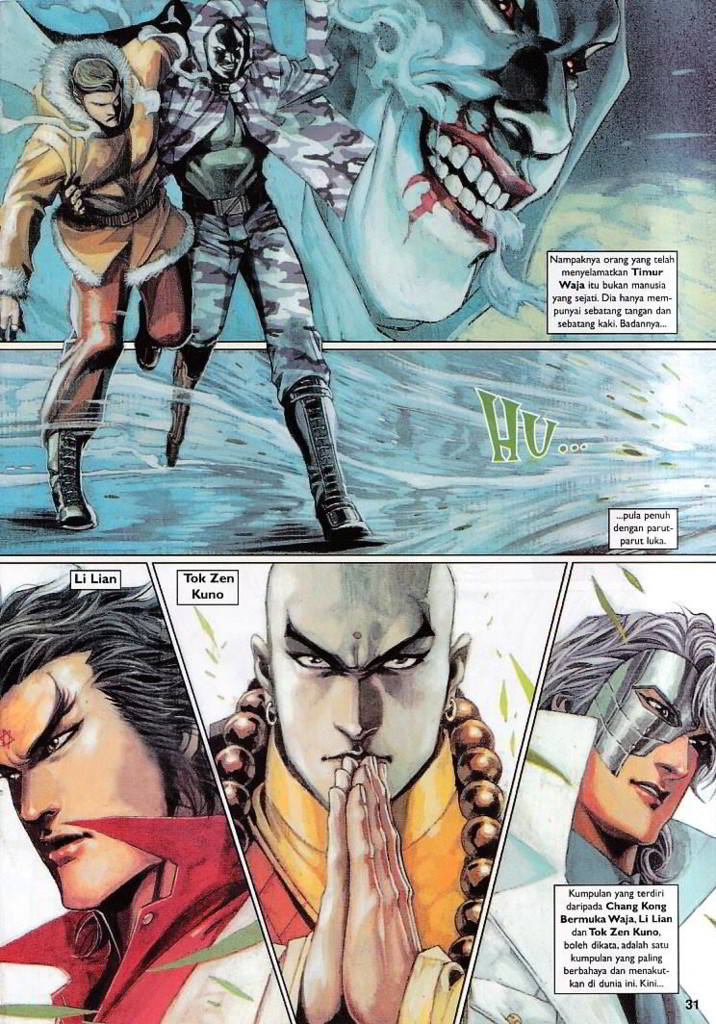 Nampaknya orang yang telah
menyelamatkan Timur
Waja itu bukan manusia
yang sejati. Dia hanya mem-
punyai sebatang tangan dan
sebatang kaki. Badannya...
HU...
...pula penuh
dengan parut-
parut luka.
Li Lian
Tok Zen
Kuno
Kumpulan yang terdiri
daripada Chang Kong
Bermuka Waja, Li Lian
dan Tok Zen Kuno,
boleh dikata, adalah satu
kumpulan yang paling
berbahaya dan menakut-
kan di dunia ini. Kini...
31